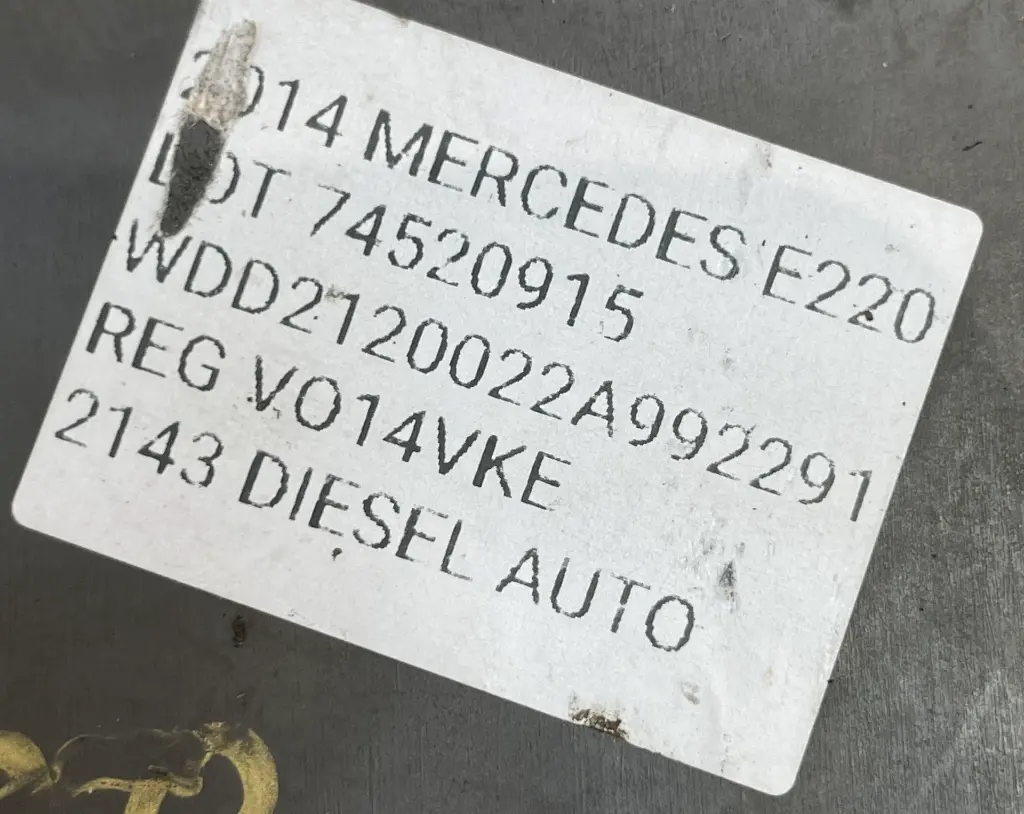 2014 MERCEDES E220
LOT 74520915
WDD2120022A992291
REG VO14VKE
2143 DIESEL AUTO